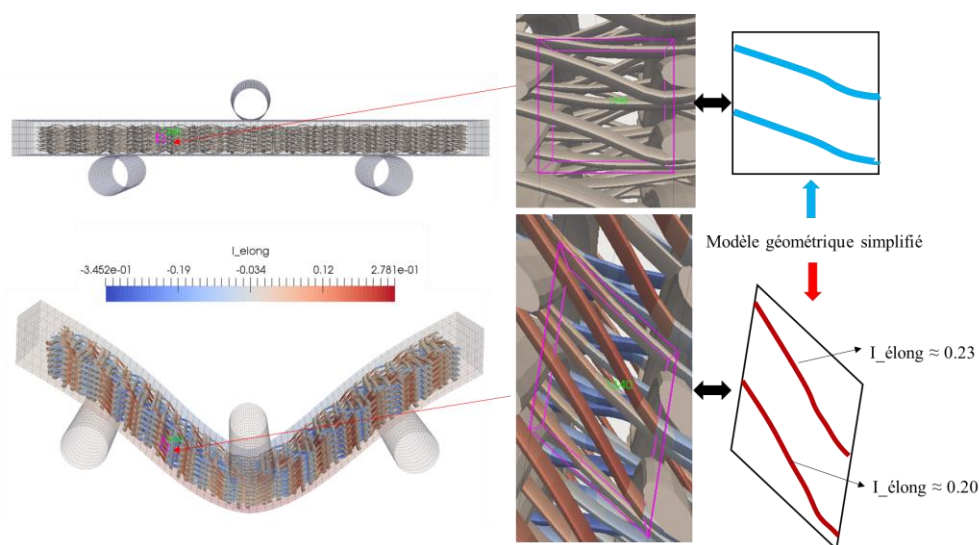 Modèle géométrique simplifié
I_elong
-3.452e-01 -0.19 -0.034 0.12 2.781e-01
I_élong ≈ 0.23
I_élong ≈ 0.20